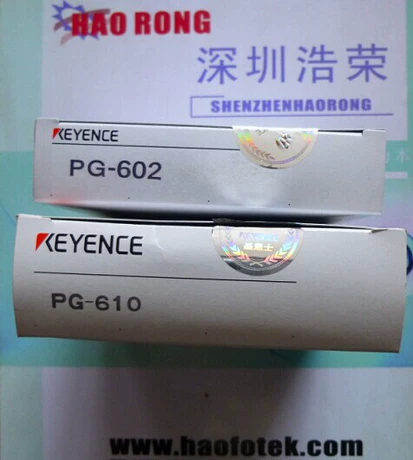 HAO RONG
深圳浩荣
SHENZHENHAORONG
KEYENCE
PG-602
KEYENCE
PG-610
www.haofotek.com